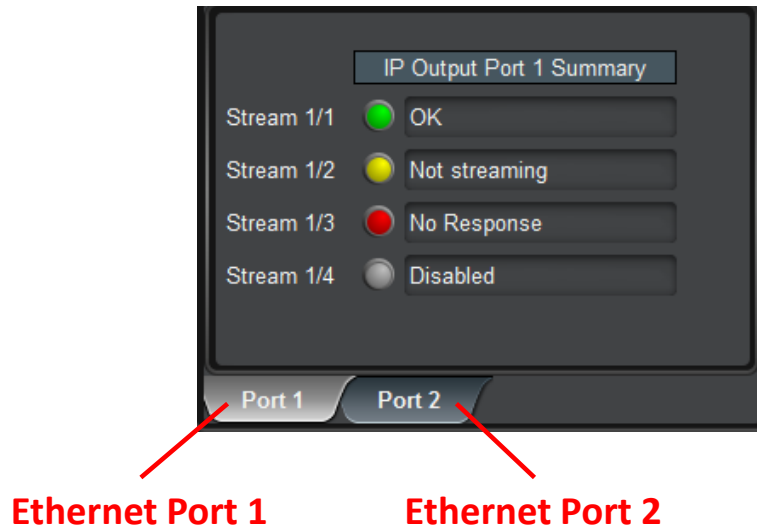 IP Output Port 1 Summary
Stream 1/1 OK
Stream 1/2 Not streaming
Stream 1/3 No Response
Stream 1/4 Disabled
Port 1 Port 2
Ethernet Port 1 Ethernet Port 2